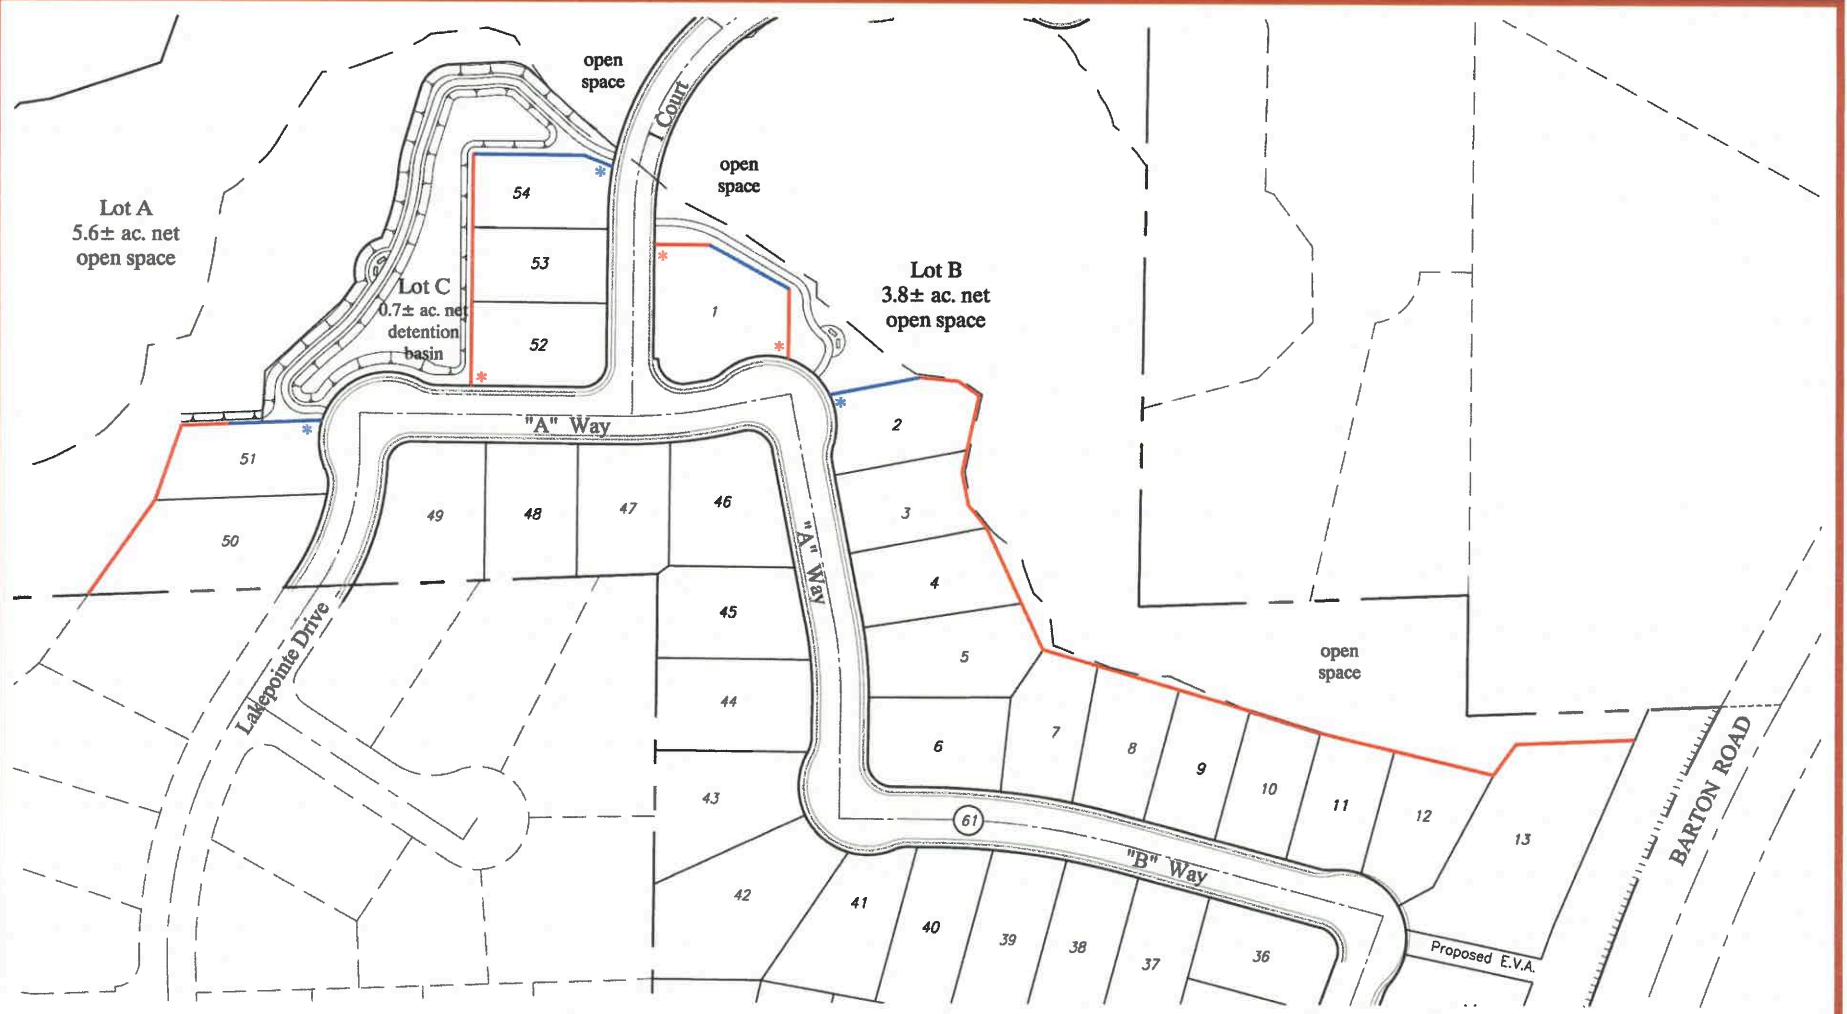 open
space
I Court
open
space
54
Lot A
5.6± ac. net
open space
53
Lot C
0.7± ac. net
detention
basin
Lot B
3.8± ac. net
open space
1
52
*
*
*
*
*
*
"A" Way
2
51
50
49
48
47
46
3
"A" Way
4
45
5
44
Lakepointe Drive
open
space
6
7
8
9
10
11
12
13
43
61
"B" Way
BARTON ROAD
42
41
40
39
38
37
36
Proposed E.V.A.